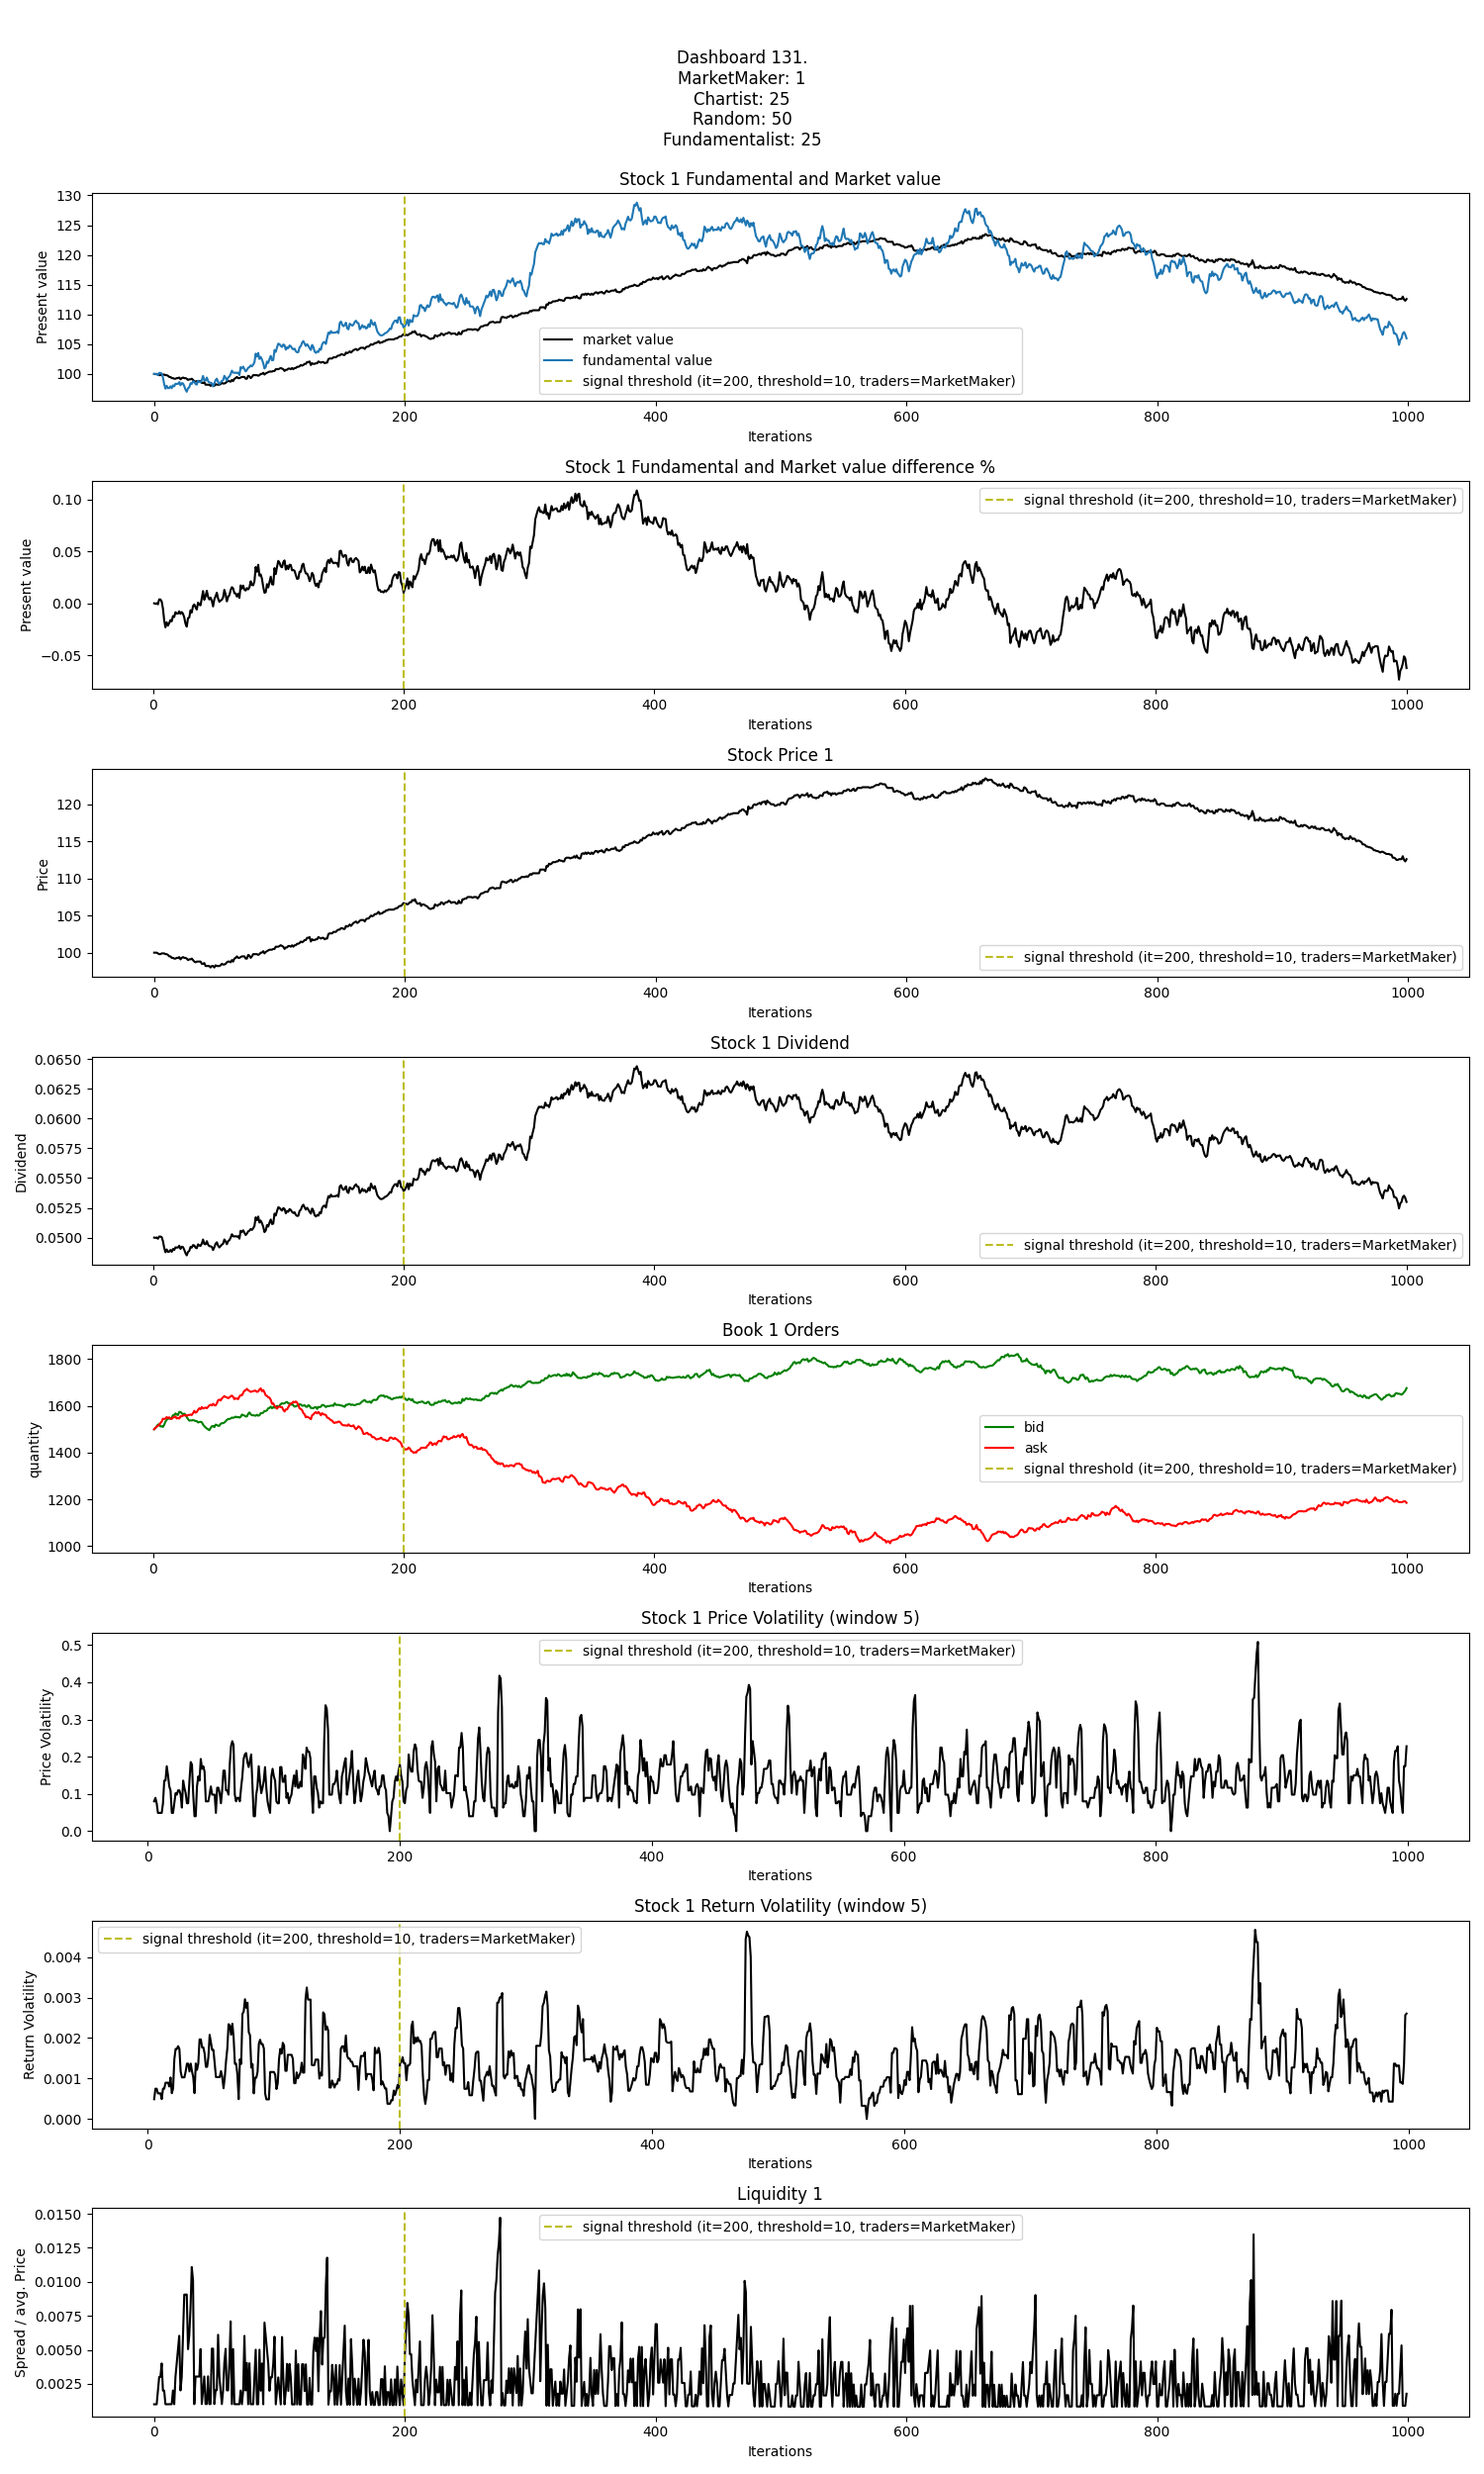 Dashboard 131.
MarketMaker: 1
Chartist: 25
Random: 50
Fundamentalist: 25
Stock 1 Fundamental and Market value
Present value
130
125
120
115
110
105
100
market value
fundamental value
signal threshold (it=200, threshold=10, traders=MarketMaker)
0 200 400 600 800 1000
Iterations
Stock 1 Fundamental and Market value difference %
Present value
0.10
0.05
0.00
−0.05
signal threshold (it=200, threshold=10, traders=MarketMaker)
0 200 400 600 800 1000
Iterations
Stock Price 1
Price
120
115
110
105
100
signal threshold (it=200, threshold=10, traders=MarketMaker)
0 200 400 600 800 1000
Iterations
Stock 1 Dividend
Dividend
0.0650
0.0625
0.0600
0.0575
0.0550
0.0525
0.0500
signal threshold (it=200, threshold=10, traders=MarketMaker)
0 200 400 600 800 1000
Iterations
Book 1 Orders
quantity
1800
1600
1400
1200
1000
bid
ask
signal threshold (it=200, threshold=10, traders=MarketMaker)
0 200 400 600 800 1000
Iterations
Stock 1 Price Volatility (window 5)
Price Volatility
0.5
0.4
0.3
0.2
0.1
0.0
signal threshold (it=200, threshold=10, traders=MarketMaker)
0 200 400 600 800 1000
Iterations
Stock 1 Return Volatility (window 5)
Return Volatility
0.004
0.003
0.002
0.001
0.000
signal threshold (it=200, threshold=10, traders=MarketMaker)
0 200 400 600 800 1000
Iterations
Liquidity 1
Spread / avg. Price
0.0150
0.0125
0.0100
0.0075
0.0050
0.0025
signal threshold (it=200, threshold=10, traders=MarketMaker)
0 200 400 600 800 1000
Iterations